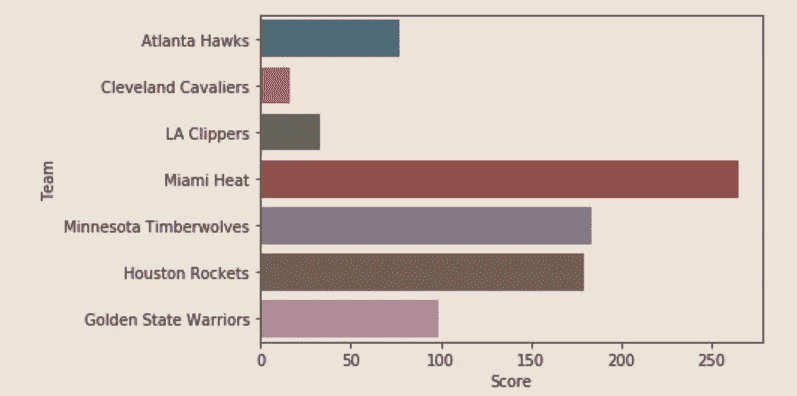 Atlanta Hawks
Cleveland Cavaliers
LA Clippers
Miami Heat
Minnesota Timberwolves
Houston Rockets
Golden State Warriors
Team
0 50 100 150 200 250
Score